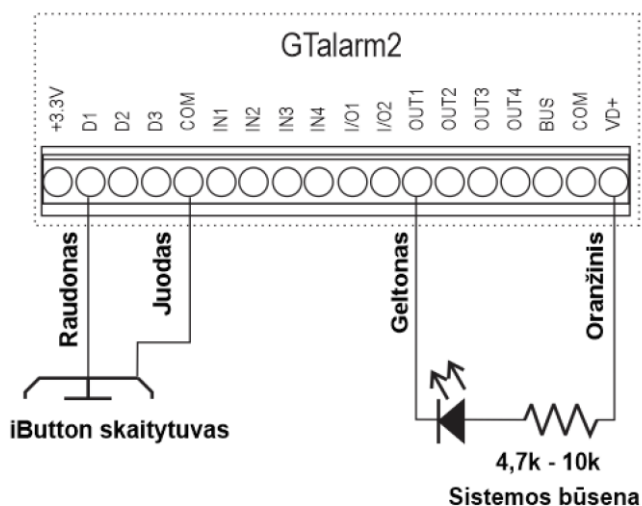 GTalarm2
+3.3V D1 D2 D3 COM IN1 IN2 IN3 IN4 I/O1 I/O2 OUT1 OUT2 OUT3 OUT4 BUS COM VD+
Raudonas
Juodas
Geltonas
Oranžinis
iButton skaitytuvas
4,7k - 10k
Sistemos būsena